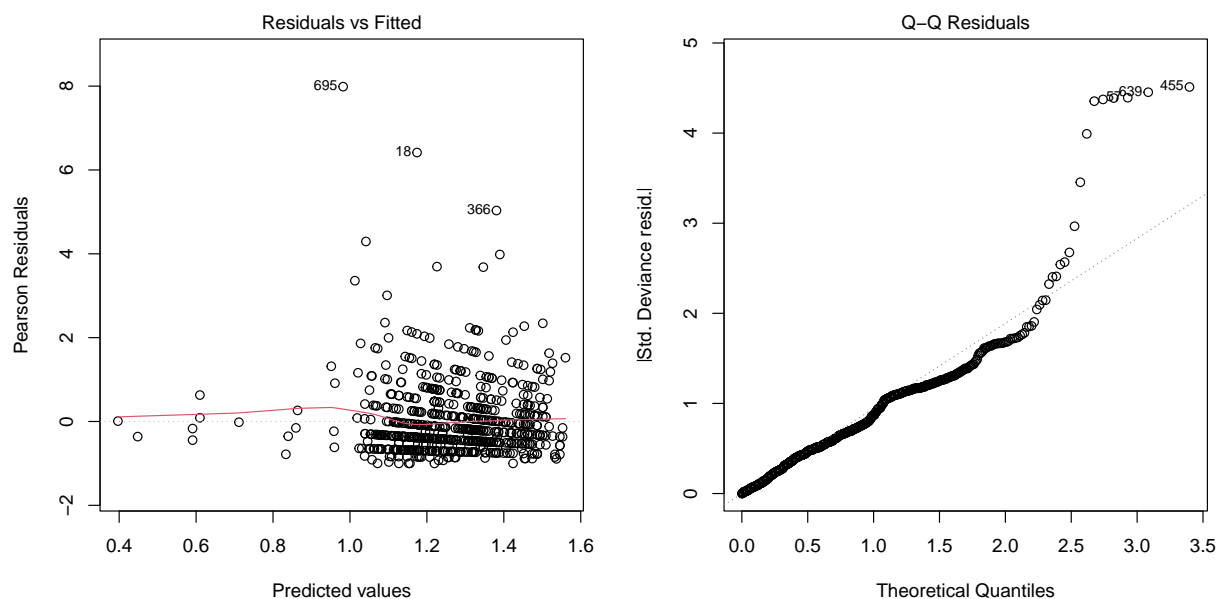 Residuals vs Fitted
Pearson Residuals
8
6
4
2
0
−2
695
18
366
0.4 0.6 0.8 1.0 1.2 1.4 1.6
Predicted values
Q−Q Residuals
|Std. Deviance resid.|
5
4
3
2
1
0
639
455
0.0 0.5 1.0 1.5 2.0 2.5 3.0 3.5
Theoretical Quantiles